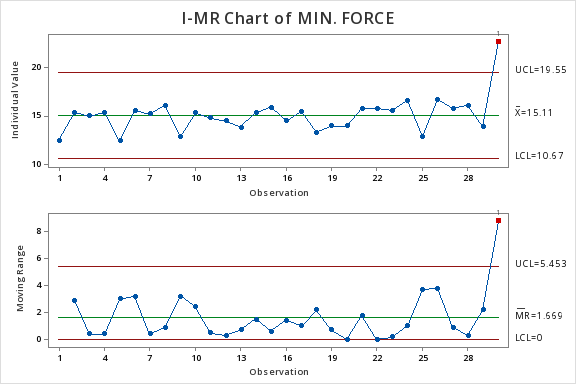 I-MR Chart of MIN. FORCE
1
UCL=19.55
20
Individual Value
15
X̄=15.11
10
LCL=10.67
1 4 7 10 13 16 19 22 25 28
Observation
1
8
6
UCL=5.453
Moving Range
4
2
M̅R̅=1.669
0
LCL=0
1 4 7 10 13 16 19 22 25 28
Observation